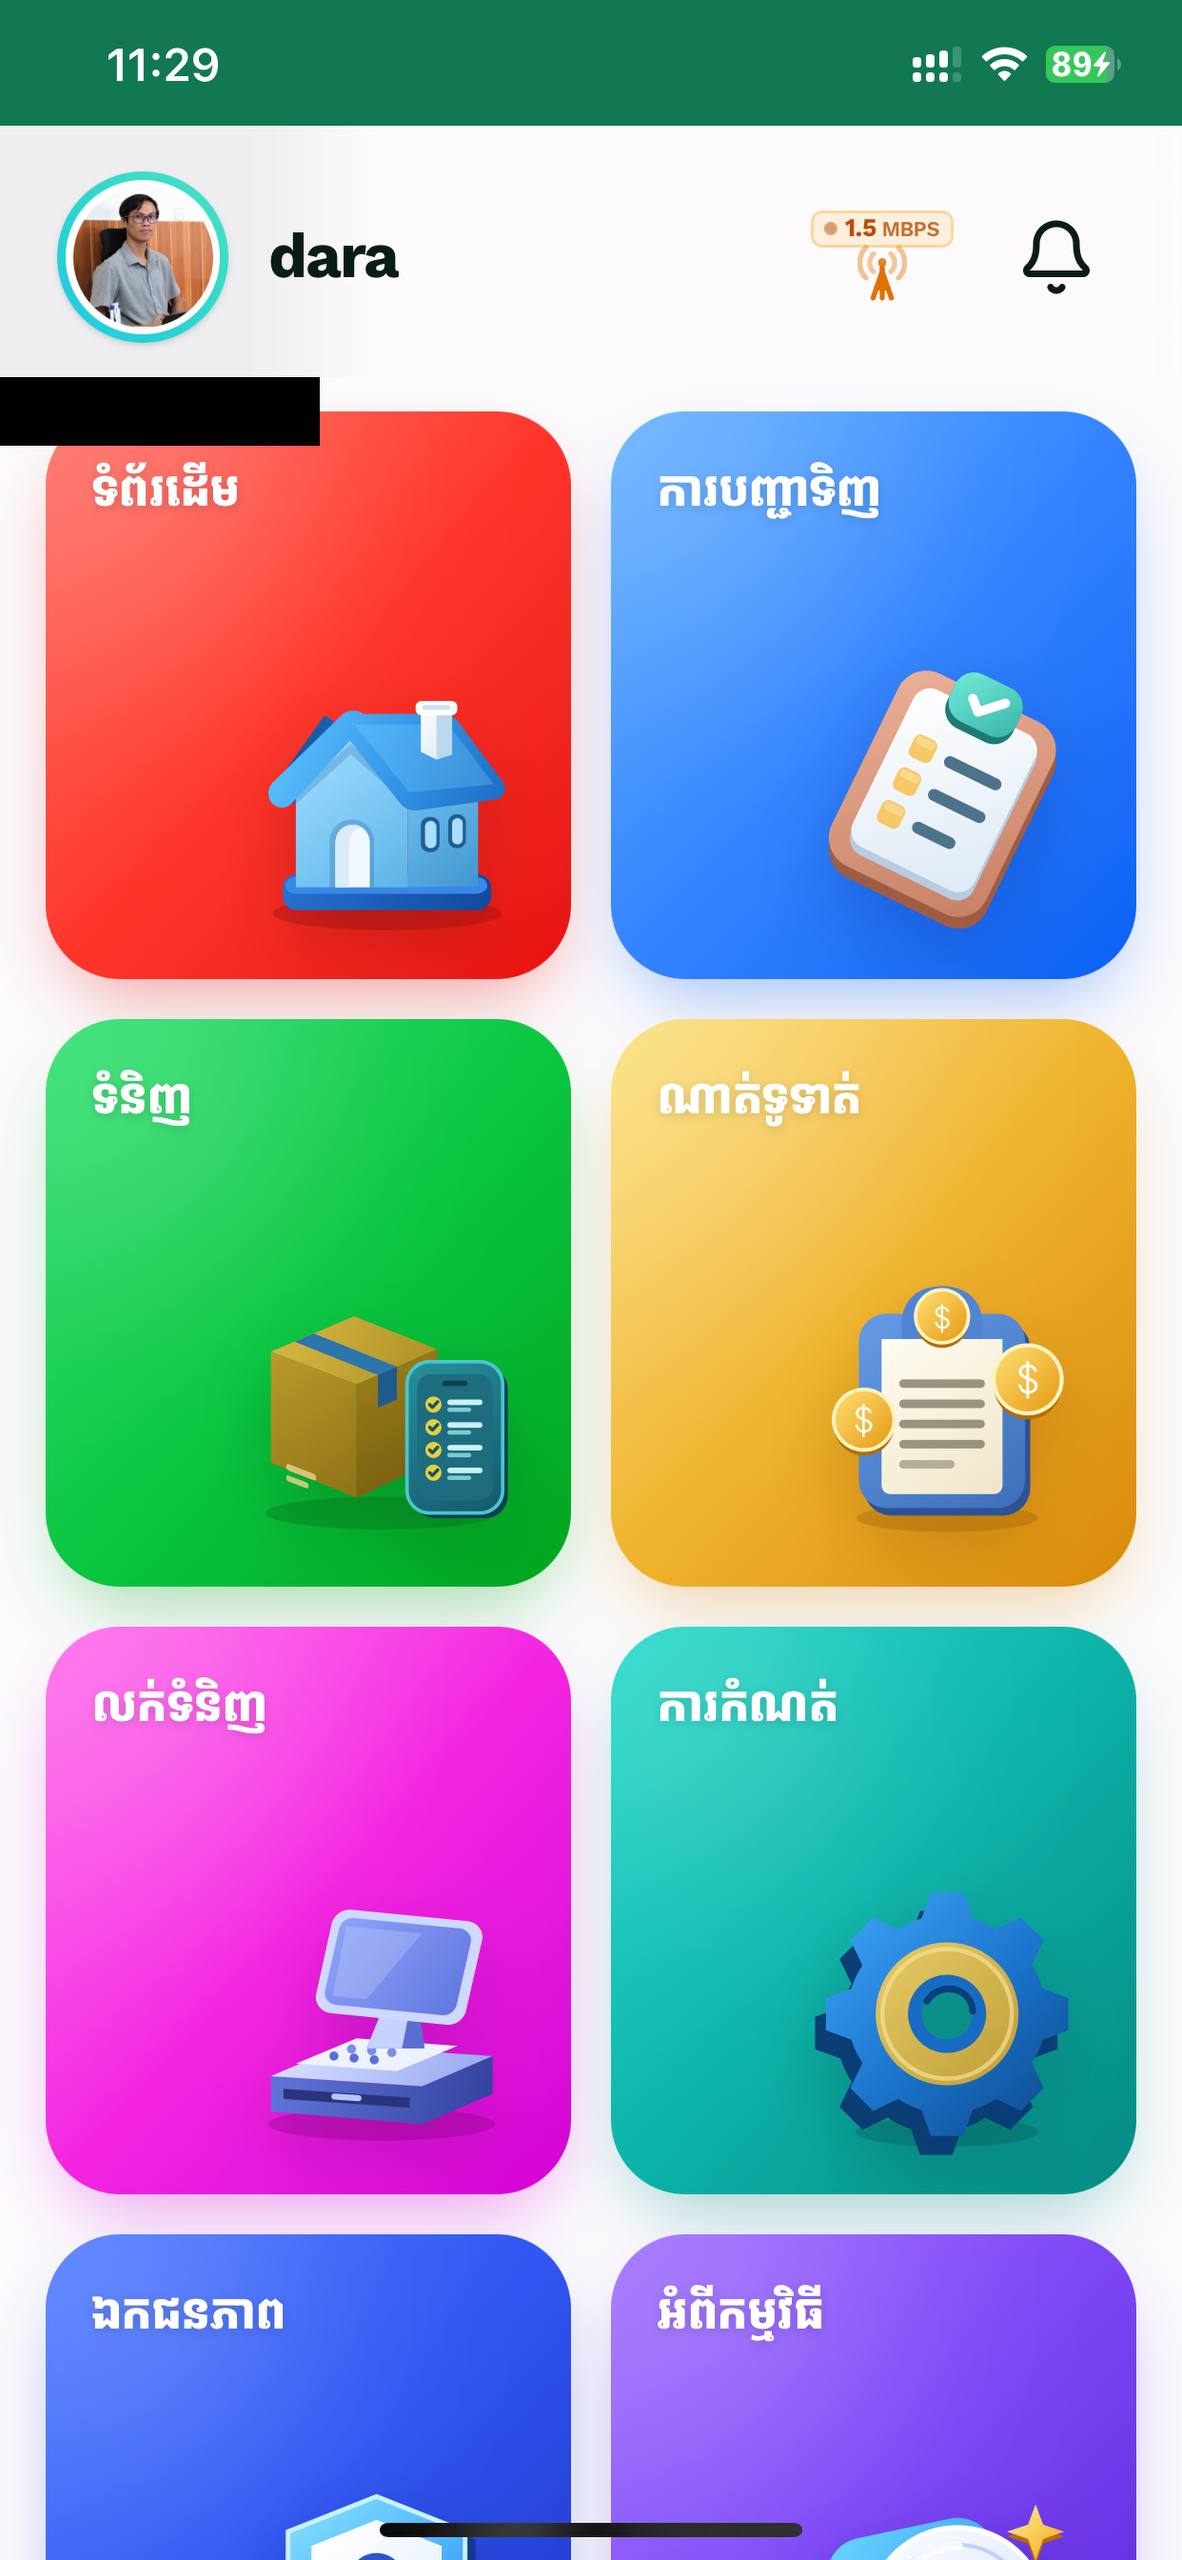 11:29
89
dara
1.5 MBPS
ទំព័រដើម
ការបញ្ជាទិញ
ទំនិញ
ណាត់ទូទាត់
លក់ទំនិញ
ការកំណត់
ឯកជនភាព
អំពីកម្មវិធី